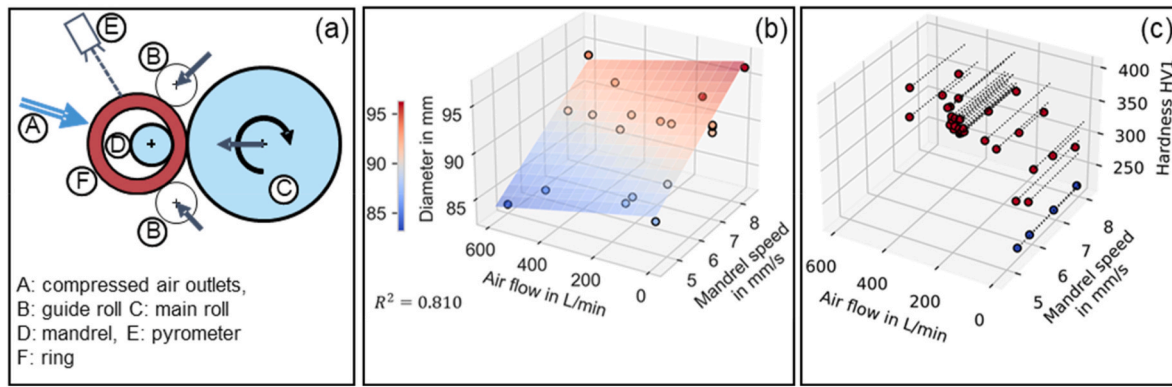 (a)
E
B
A
D
F
C
B
A: compressed air outlets,
B: guide roll C: main roll
D: mandrel, E: pyrometer
F: ring
(b)
95
90
85
Diameter in mm
95
90
85
600
400
200
0
Air flow in L/min
5
6
7
8
Mandrel speed
in mm/s
R² = 0.810
(c)
400
350
300
250
Hardness HV1
600
400
200
0
Air flow in L/min
5
6
7
8
Mandrel speed
in mm/s